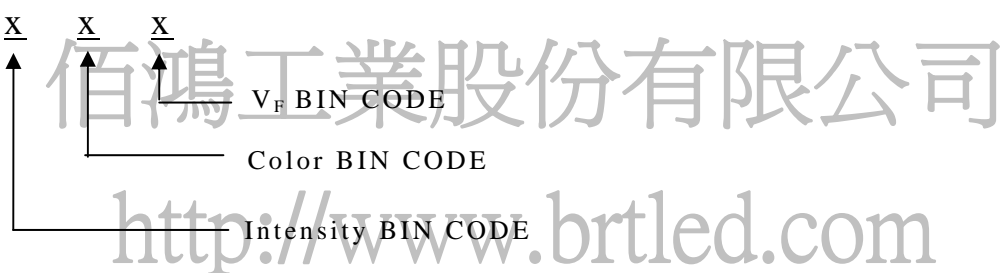 X X X
佰鴻工業股份有限公司
V_F BIN CODE
Color BIN CODE
http://www.brtled.com
Intensity BIN CODE